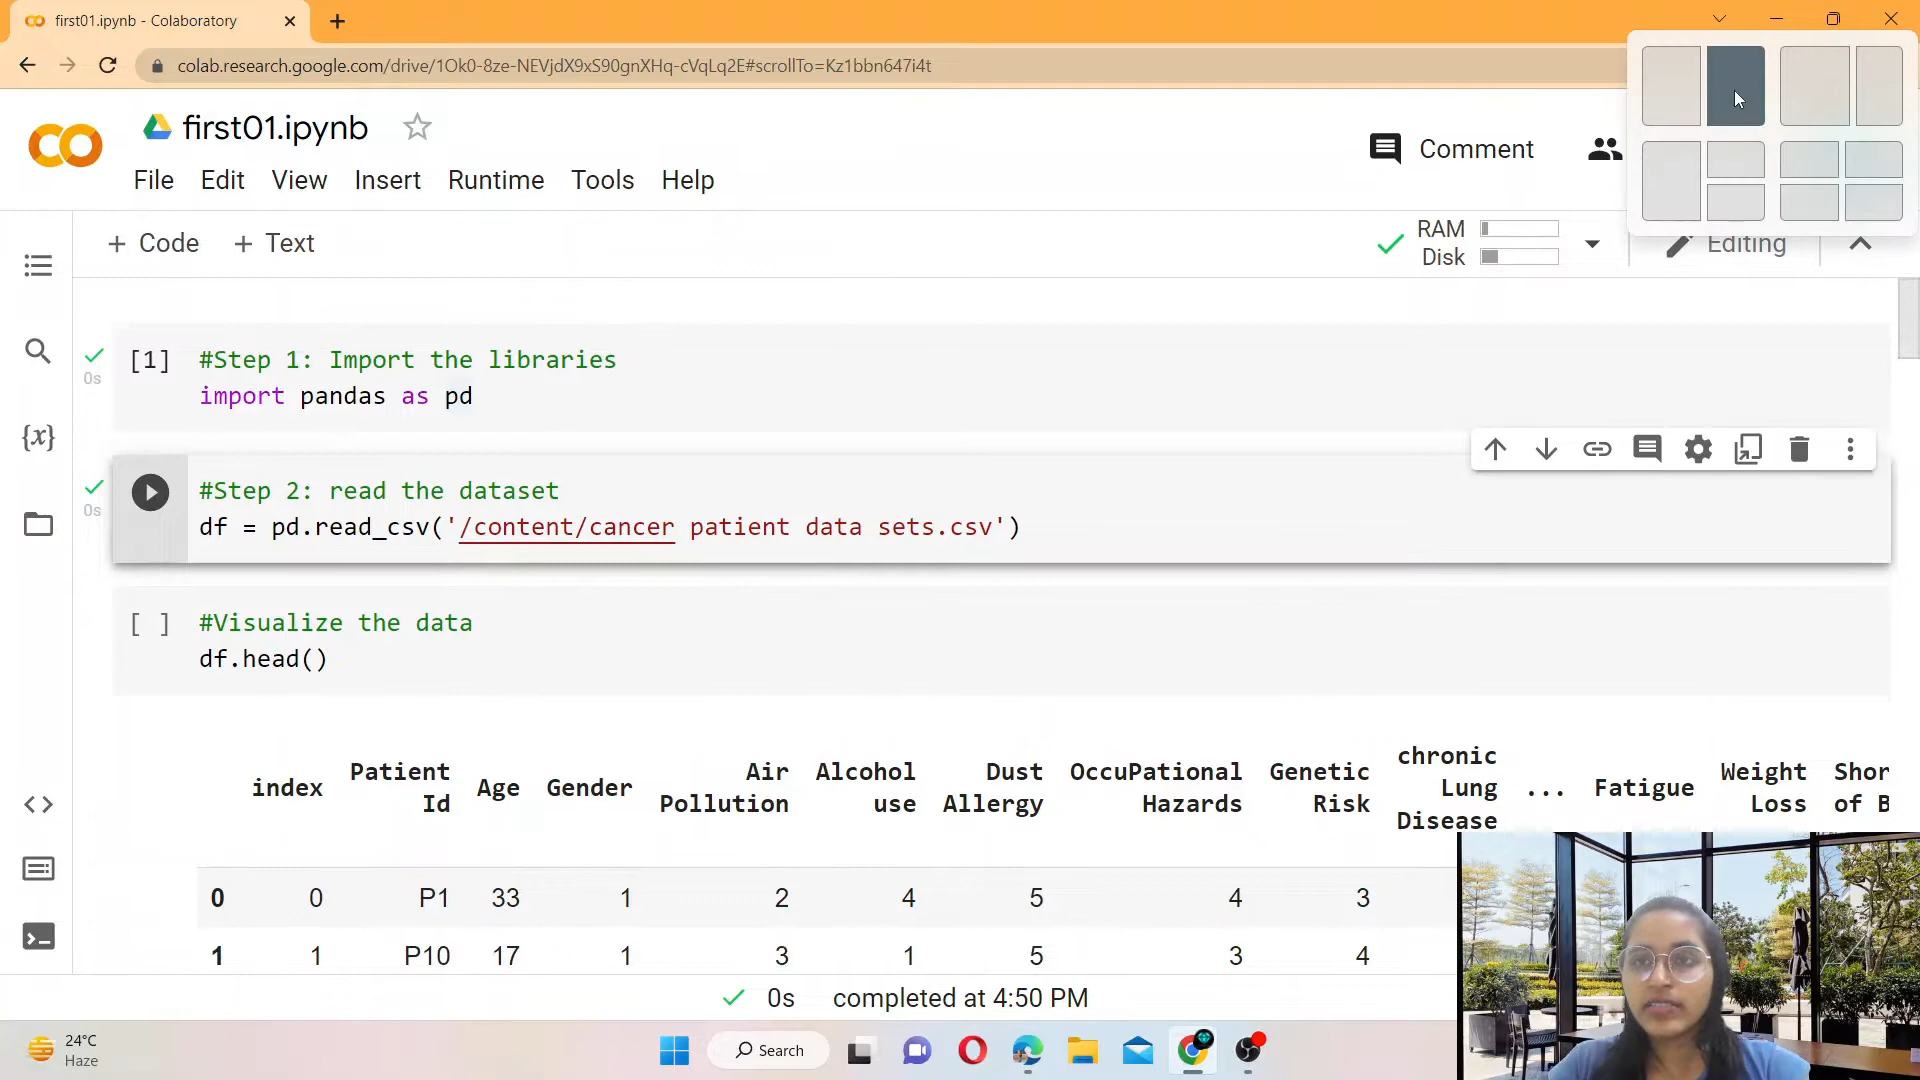 first01.ipynb - Colaboratory
colab.research.google.com/drive/1Ok0-8ze-NEVjdX9xS90gnXHq-cVqLq2E#scrollTo=Kz1bbn647i4t
first01.ipynb
Comment
File Edit View Insert Runtime Tools Help
+ Code + Text
RAM
Disk
Editing
[1] #Step 1: Import the libraries
0s
import pandas as pd
#Step 2: read the dataset
0s
df = pd.read_csv('/content/cancer patient data sets.csv')
[ ] #Visualize the data
df.head()
index Patient Id Age Gender Air Pollution Alcohol use Dust Allergy OccuPational Hazards Genetic Risk chronic Lung Disease ... Fatigue Weight Loss Shor of B
0 0 P1 33 1 2 4 5 4 3
1 1 P10 17 1 3 1 5 3 4
0s completed at 4:50 PM
24°C
Haze
Search